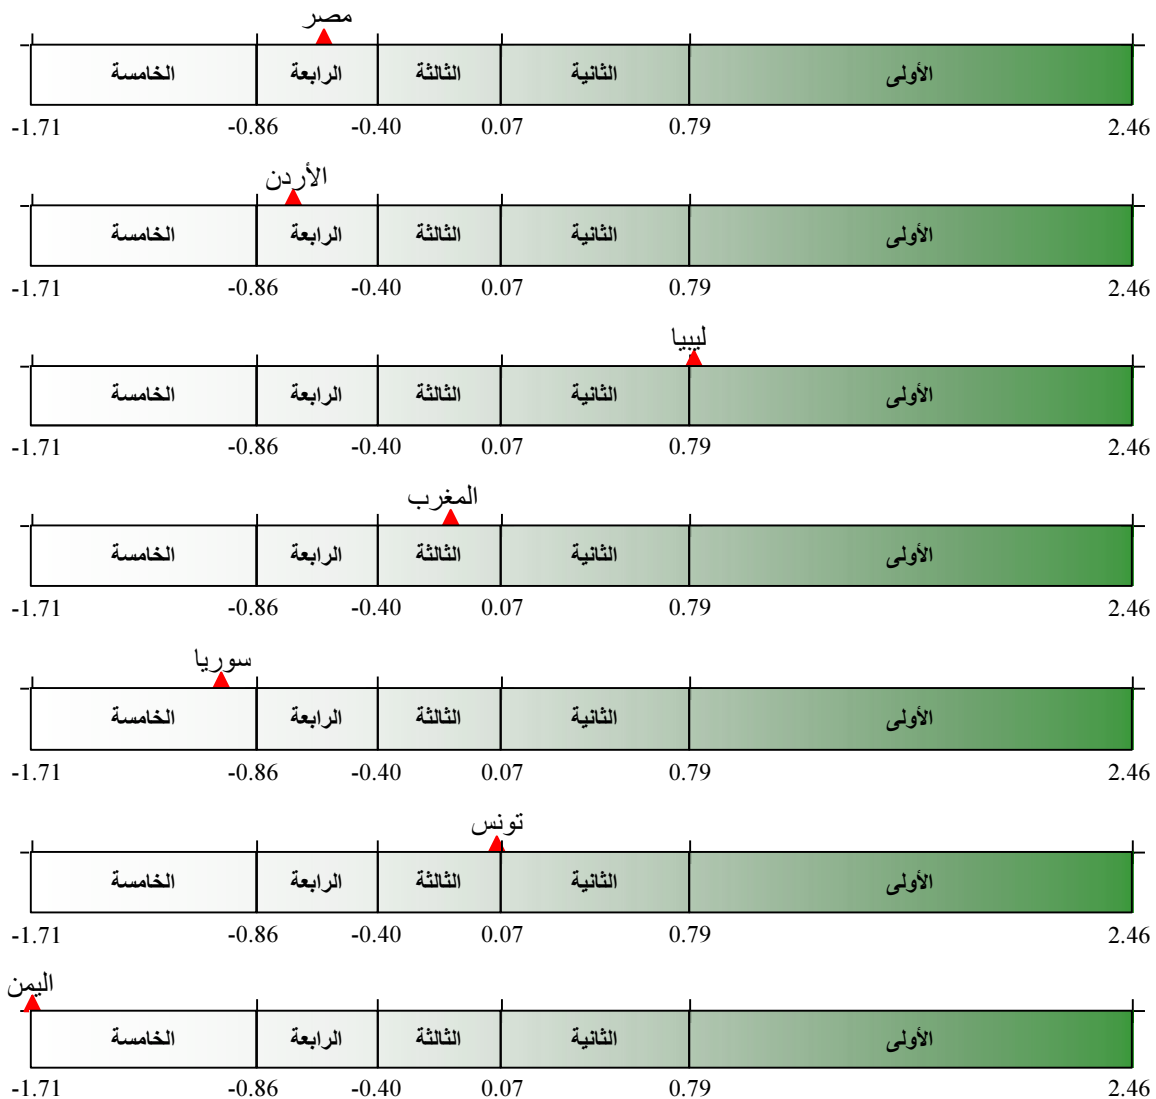 مصر
الخامسة الرابعة الثالثة الثانية الأولى
-1.71 -0.86 -0.40 0.07 0.79 2.46
الأردن
الخامسة الرابعة الثالثة الثانية الأولى
-1.71 -0.86 -0.40 0.07 0.79 2.46
ليبيا
الخامسة الرابعة الثالثة الثانية الأولى
-1.71 -0.86 -0.40 0.07 0.79 2.46
المغرب
الخامسة الرابعة الثالثة الثانية الأولى
-1.71 -0.86 -0.40 0.07 0.79 2.46
سوريا
الخامسة الرابعة الثالثة الثانية الأولى
-1.71 -0.86 -0.40 0.07 0.79 2.46
تونس
الخامسة الرابعة الثالثة الثانية الأولى
-1.71 -0.86 -0.40 0.07 0.79 2.46
اليمن
الخامسة الرابعة الثالثة الثانية الأولى
-1.71 -0.86 -0.40 0.07 0.79 2.46